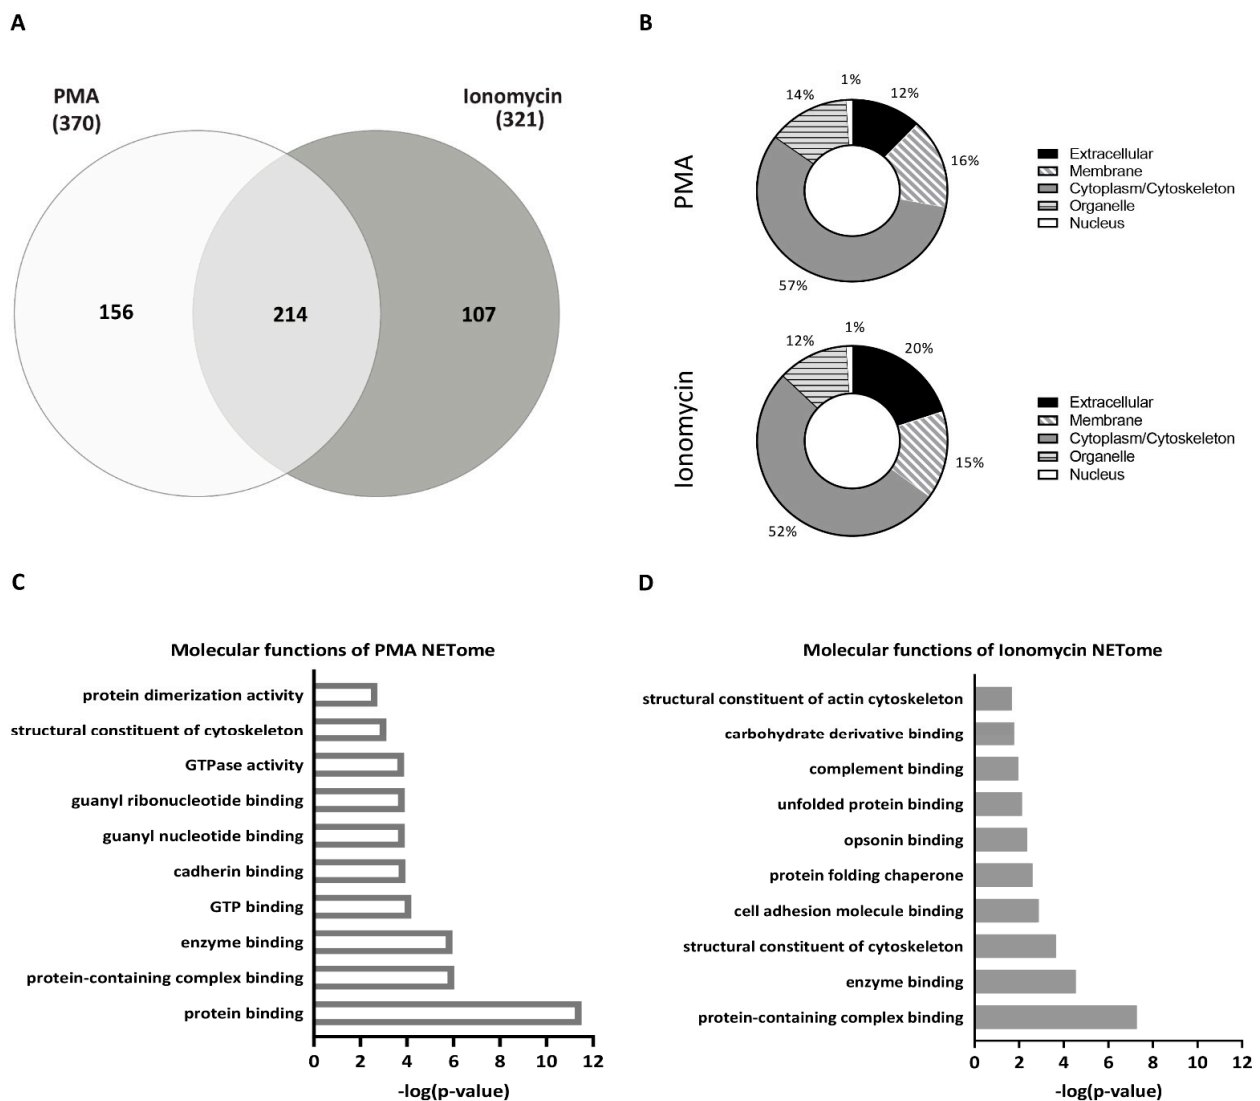 A
PMA
(370)
Ionomycin
(321)
156
214
107
B
PMA
1%
12%
14%
16%
57%
Extracellular
Membrane
Cytoplasm/Cytoskeleton
Organelle
Nucleus
Ionomycin
1%
12%
20%
15%
52%
Extracellular
Membrane
Cytoplasm/Cytoskeleton
Organelle
Nucleus
C
Molecular functions of PMA NETome
protein dimerization activity
structural constituent of cytoskeleton
GTPase activity
guanyl ribonucleotide binding
guanyl nucleotide binding
cadherin binding
GTP binding
enzyme binding
protein-containing complex binding
protein binding
0 2 4 6 8 10 12
-log(p-value)
D
Molecular functions of Ionomycin NETome
structural constituent of actin cytoskeleton
carbohydrate derivative binding
complement binding
unfolded protein binding
opsonin binding
protein folding chaperone
cell adhesion molecule binding
structural constituent of cytoskeleton
enzyme binding
protein-containing complex binding
0 2 4 6 8 10 12
-log(p-value)